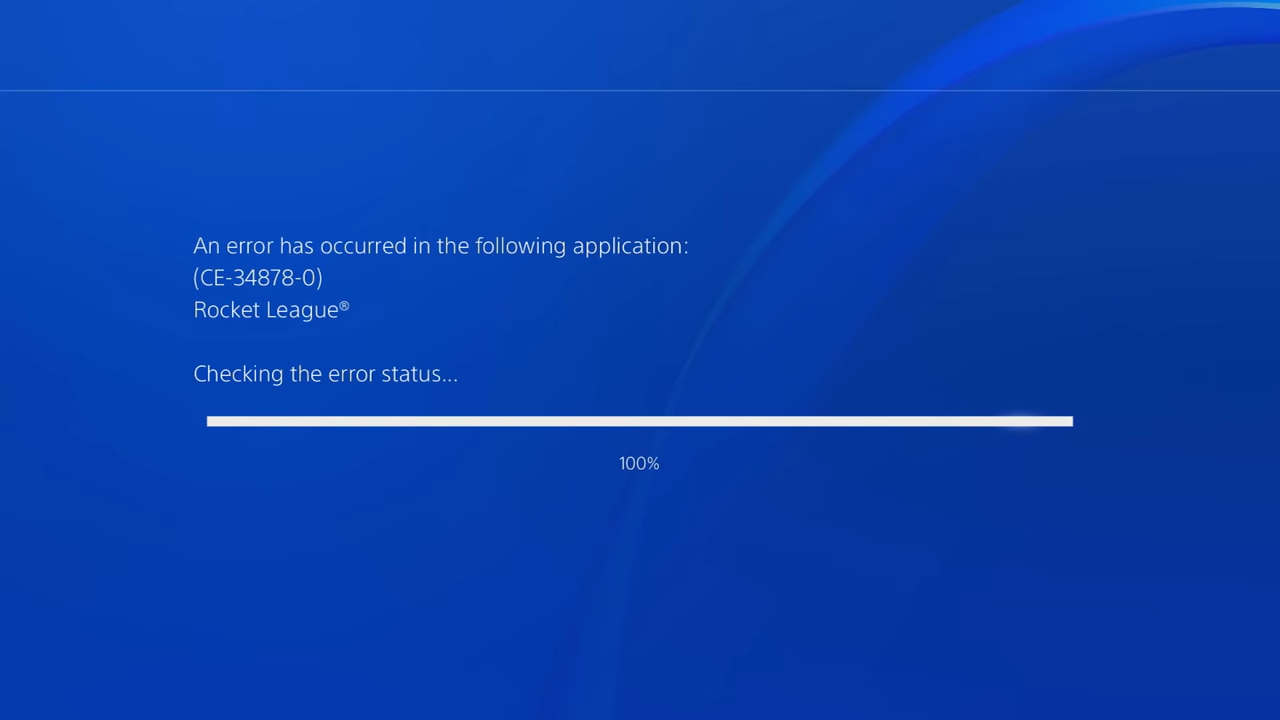 An error has occurred in the following application:
(CE-34878-0)
Rocket League®
Checking the error status...
100%